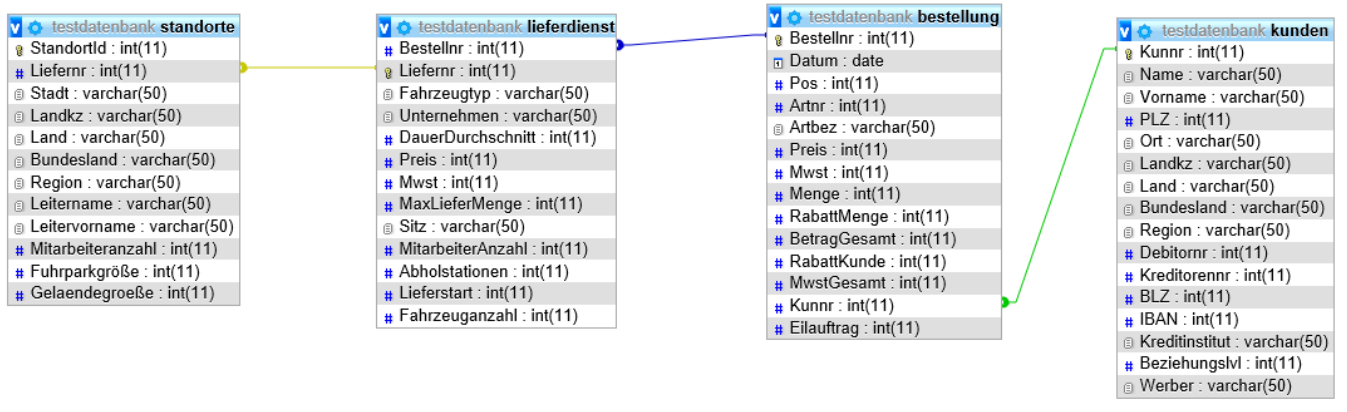 testdatenbank standorte
StandortId : int(11)
Liefernr : int(11)
Stadt : varchar(50)
Landkz : varchar(50)
Land : varchar(50)
Bundesland : varchar(50)
Region : varchar(50)
Leitername : varchar(50)
Leitervorname : varchar(50)
Mitarbeiteranzahl : int(11)
Fuhrparkgröße : int(11)
Gelaendegroeße : int(11)
testdatenbank lieferdienst
Bestellnr : int(11)
Liefernr : int(11)
Fahrzeugtyp : varchar(50)
Unternehmen : varchar(50)
DauerDurchschnitt : int(11)
Preis : int(11)
Mwst : int(11)
MaxLieferMenge : int(11)
Sitz : varchar(50)
MitarbeiterAnzahl : int(11)
Abholstationen : int(11)
Lieferstart : int(11)
Fahrzeuganzahl : int(11)
testdatenbank bestellung
Bestellnr : int(11)
Datum : date
Pos : int(11)
Artnr : int(11)
Artbez : varchar(50)
Preis : int(11)
Mwst : int(11)
Menge : int(11)
RabattMenge : int(11)
BetragGesamt : int(11)
RabattKunde : int(11)
MwstGesamt : int(11)
Kunnr : int(11)
Eilauftrag : int(11)
testdatenbank kunden
Kunnr : int(11)
Name : varchar(50)
Vorname : varchar(50)
PLZ : int(11)
Ort : varchar(50)
Landkz : varchar(50)
Land : varchar(50)
Bundesland : varchar(50)
Region : varchar(50)
Debitornr : int(11)
Kreditorennr : int(11)
BLZ : int(11)
IBAN : int(11)
Kreditinstitut : varchar(50)
Beziehungslvl : int(11)
Werber : varchar(50)